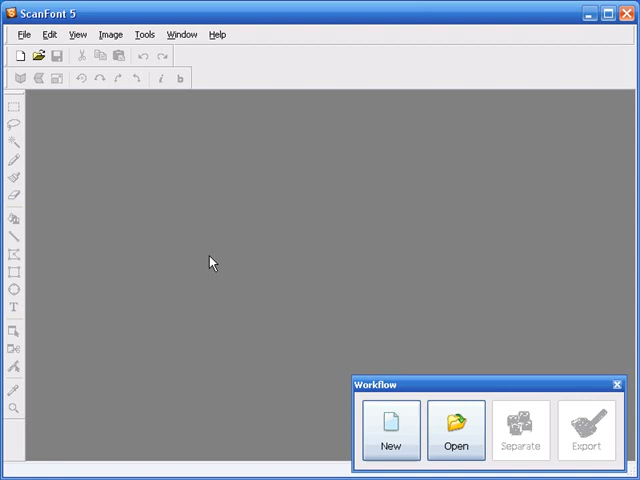 ScanFont 5
File Edit View Image Tools Window Help
i b
T
Workflow
New Open Separate Export